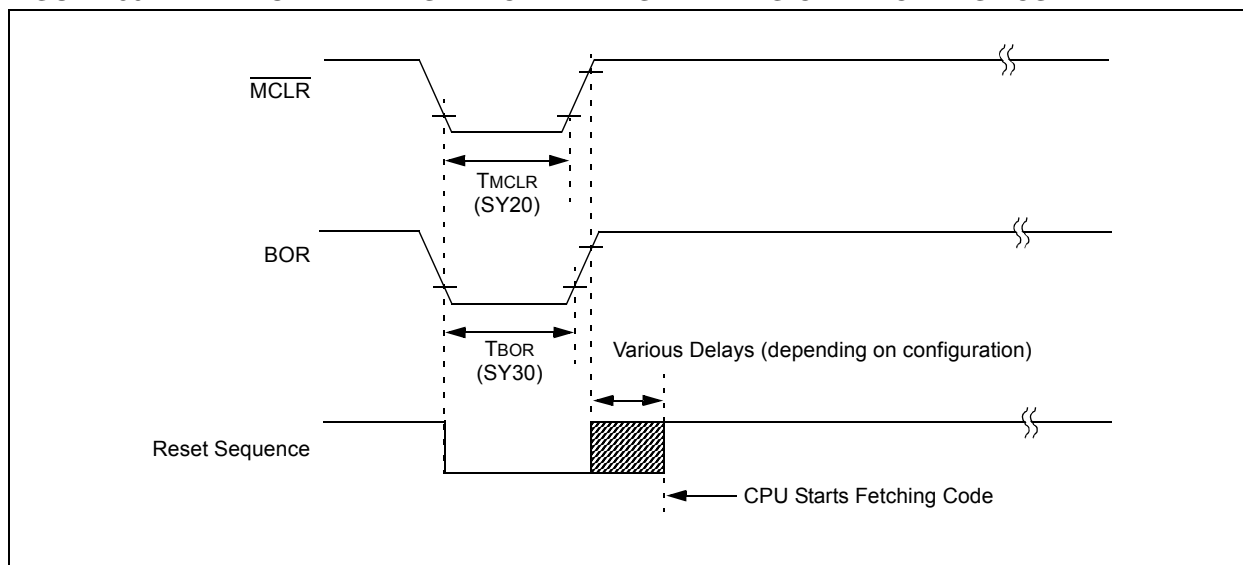 MCLR
TMCLR
(SY20)
BOR
TBOR
(SY30)
Various Delays (depending on configuration)
Reset Sequence
CPU Starts Fetching Code